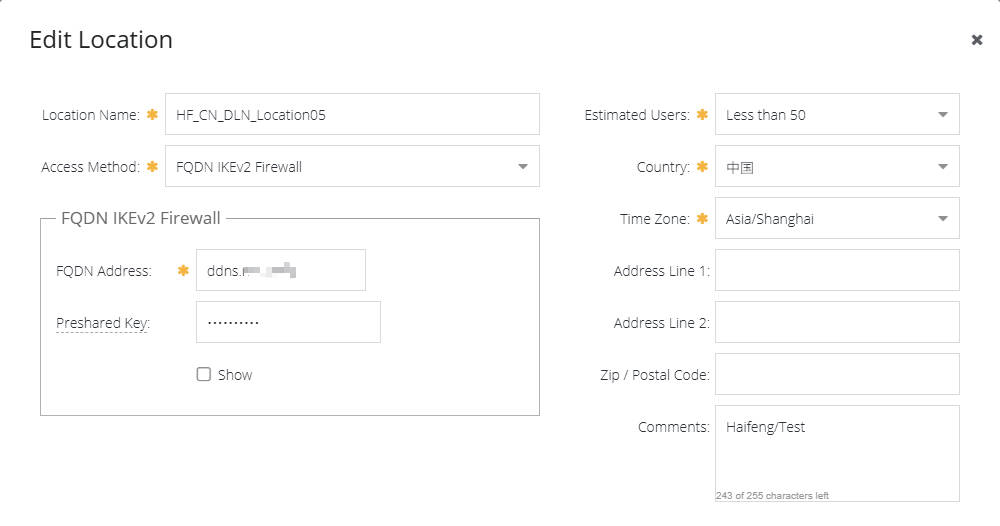 Edit Location
Location Name: ✱ HF_CN_DLN_Location05
Access Method: ✱ FQDN IKEv2 Firewall
FQDN IKEv2 Firewall
FQDN Address: ✱ ddns.
Preshared Key: ••••••••••
Show
Estimated Users: ✱ Less than 50
Country: ✱ 中国
Time Zone: ✱ Asia/Shanghai
Address Line 1:
Address Line 2:
Zip / Postal Code:
Comments: Haifeng/Test
243 of 255 characters left